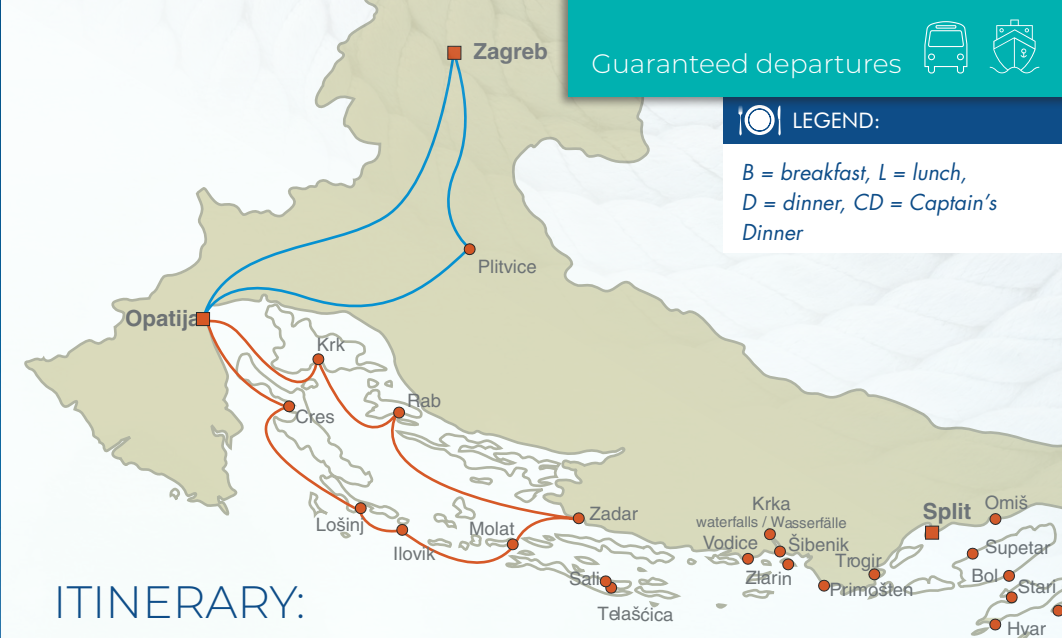 Zagreb
Guaranteed departures
LEGEND:
B = breakfast, L = lunch,
D = dinner, CD = Captain's
Dinner
Plitvice
Opatija
Krk
Rab
Cres
Lošinj
Ilovik
Molat
Zadar
Sali
Telašćica
Krka
waterfalls / Wasserfälle
Vodice
Šibenik
Zlarin
Trogir
Primošten
Split
Omiš
Supetar
Bol
Stari
Hvar
ITINERARY: